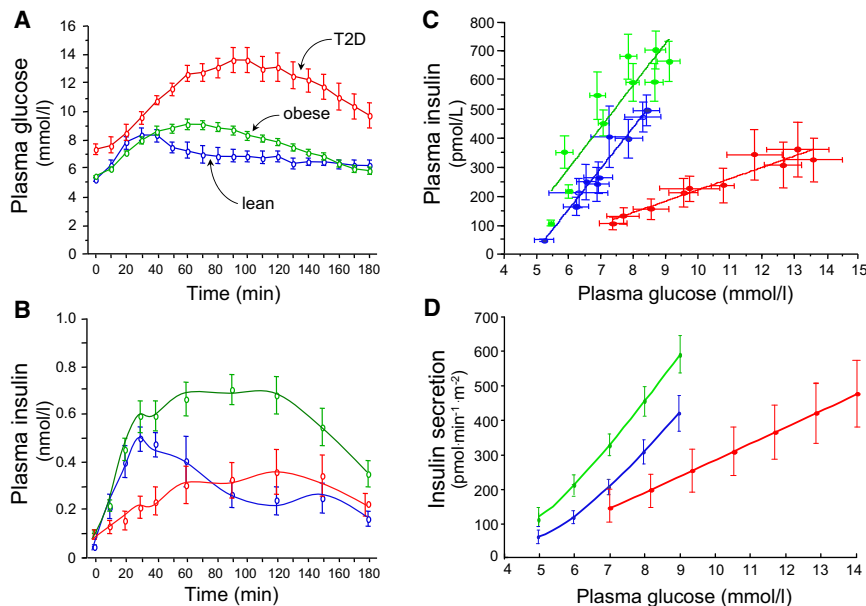 A
Plasma glucose
(mmol/l)
16
14
12
10
8
6
4
2
0
T2D
obese
lean
0 20 40 60 80 100 120 140 160 180
Time (min)
B
Plasma insulin
(nmol/l)
1.0
0.8
0.6
0.4
0.2
0
0 20 40 60 80 100 120 140 160 180
Time (min)
C
Plasma insulin
(pmol/L)
800
700
600
500
400
300
200
100
0
4 5 6 7 8 9 10 11 12 13 14 15
Plasma glucose (mmol/l)
D
Insulin secretion
(pmol·min-1·m-2)
700
600
500
400
300
200
100
0
4 5 6 7 8 9 10 11 12 13 14
Plasma glucose (mmol/l)